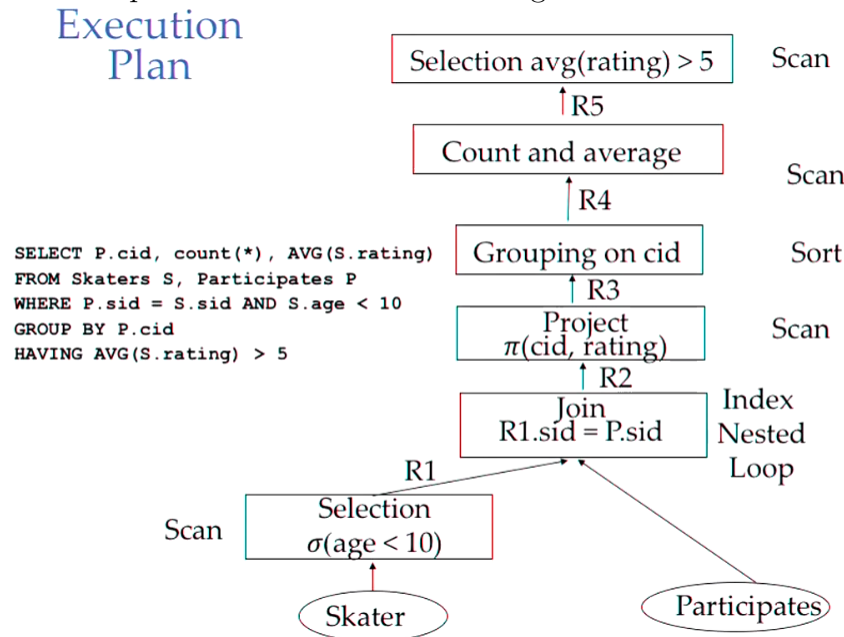 Execution
Plan
Selection avg(rating) > 5
Scan
R5
Count and average
Scan
R4
SELECT P.cid, count(*), AVG(S.rating)
FROM Skaters S, Participates P
WHERE P.sid = S.sid AND S.age < 10
GROUP BY P.cid
HAVING AVG(S.rating) > 5
Grouping on cid
Sort
R3
Project
π(cid, rating)
Scan
R2
Join
R1.sid = P.sid
Index
Nested
Loop
R1
Scan
Selection
σ(age < 10)
Skater
Participates